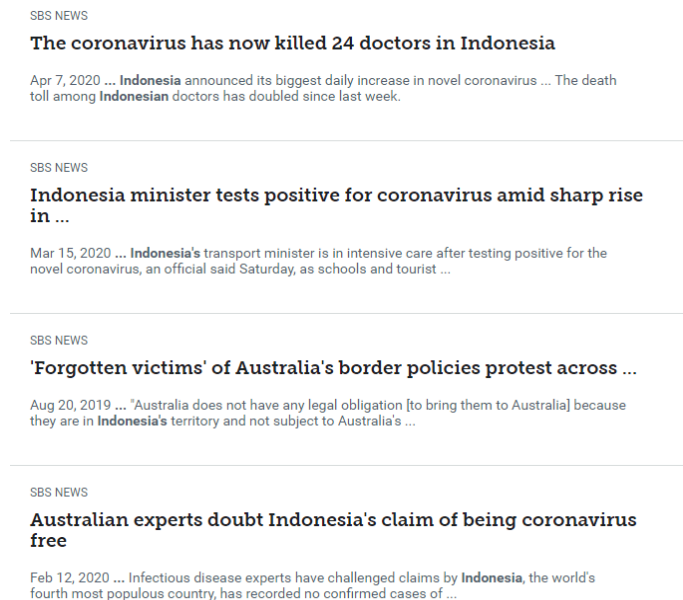 SBS NEWS
The coronavirus has now killed 24 doctors in Indonesia
Apr 7, 2020 ... Indonesia announced its biggest daily increase in novel coronavirus ... The death
toll among Indonesian doctors has doubled since last week.
SBS NEWS
Indonesia minister tests positive for coronavirus amid sharp rise
in ...
Mar 15, 2020 ... Indonesia's transport minister is in intensive care after testing positive for the
novel coronavirus, an official said Saturday, as schools and tourist ...
SBS NEWS
'Forgotten victims' of Australia's border policies protest across ...
Aug 20, 2019 ... "Australia does not have any legal obligation [to bring them to Australia] because
they are in Indonesia's territory and not subject to Australia's ...
SBS NEWS
Australian experts doubt Indonesia's claim of being coronavirus
free
Feb 12, 2020 ... Infectious disease experts have challenged claims by Indonesia, the world's
fourth most populous country, has recorded no confirmed cases of ...